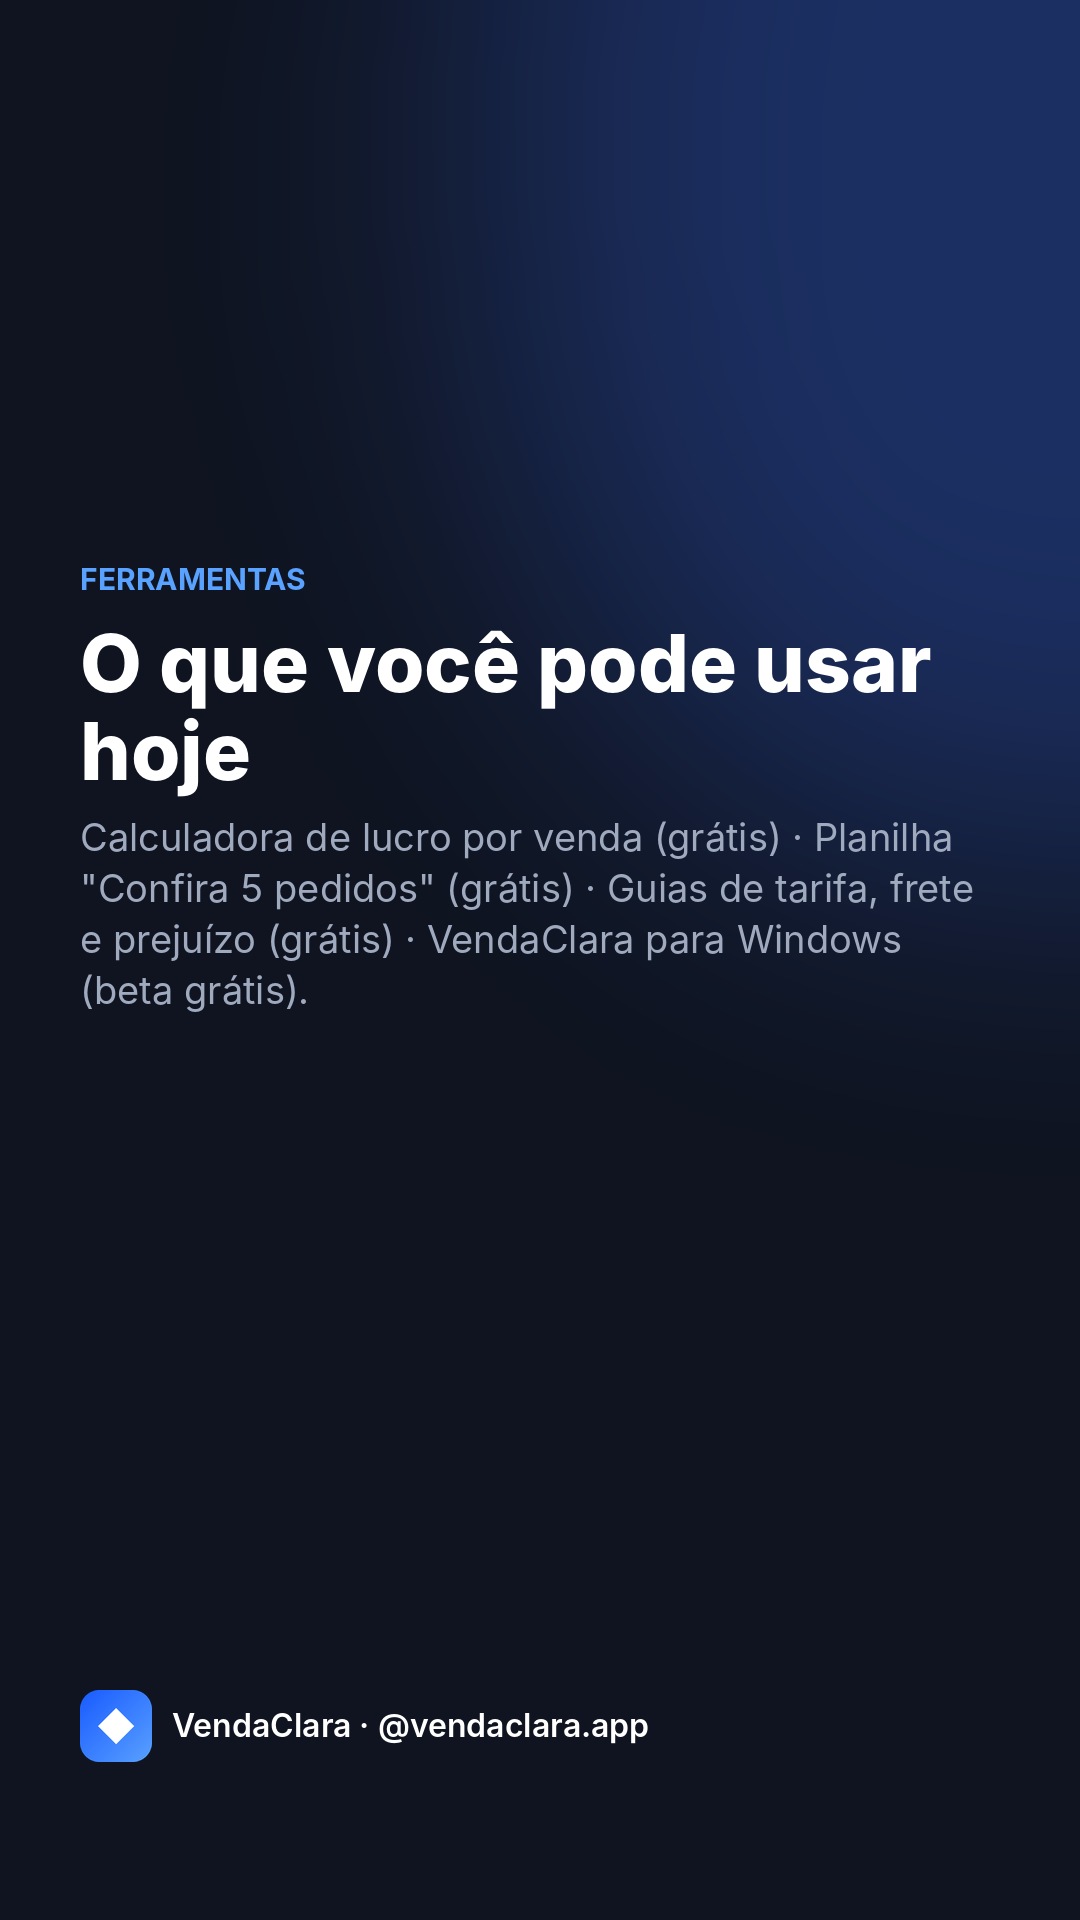 FERRAMENTAS
O que você pode usar
hoje
Calculadora de lucro por venda (grátis) · Planilha
"Confira 5 pedidos" (grátis) · Guias de tarifa, frete
e prejuízo (grátis) · VendaClara para Windows
(beta grátis).
VendaClara · @vendaclara.app